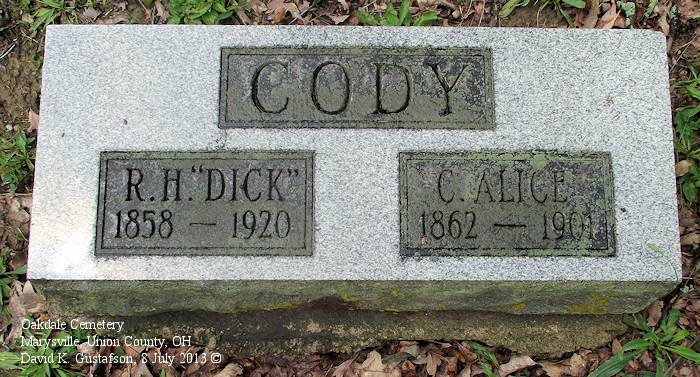 CODY
R.H. "DICK"
1858 — 1920
C. ALICE
1862 — 1901
Oakdale Cemetery
Marysville, Union County, OH
David K. Gustafson, 8 July 2013 ©